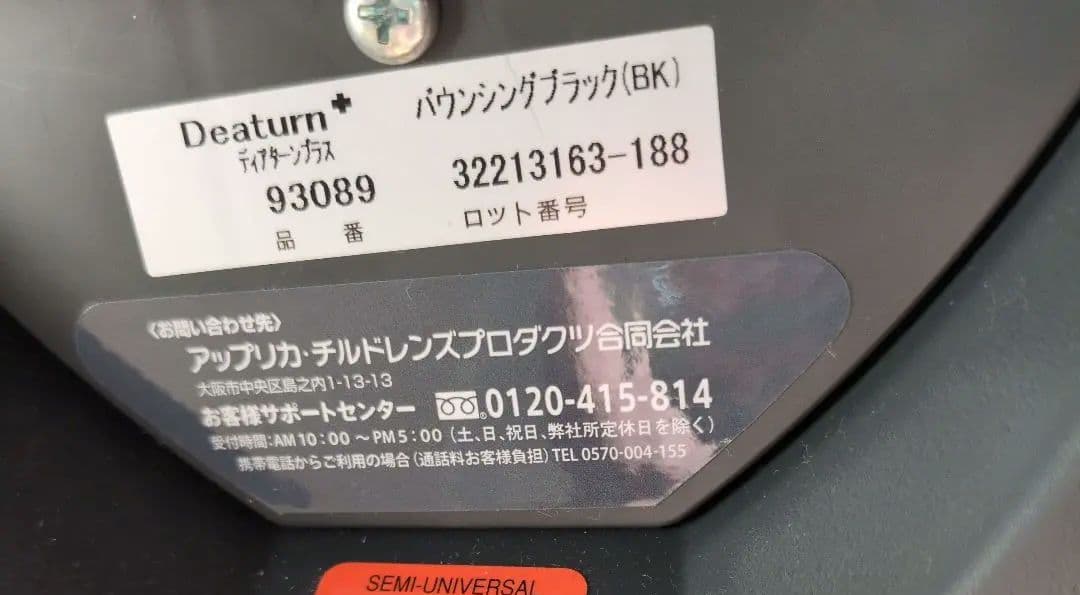 Deaturn+ バウンシングブラック(BK)
ディアターンプラス
93089 32213163-188
品 番 ロット番号
〈お問い合わせ先〉
アップリカ・チルドレンズプロダクツ合同会社
大阪市中央区島之内1-13-13
お客様サポートセンター 0120-415-814
受付時間:AM10:00〜PM5:00(土、日、祝日、弊社所定休日を除く)
携帯電話からご利用の場合(通話料お客様負担)TEL 0570-004-155
SEMI-UNIVERSAL